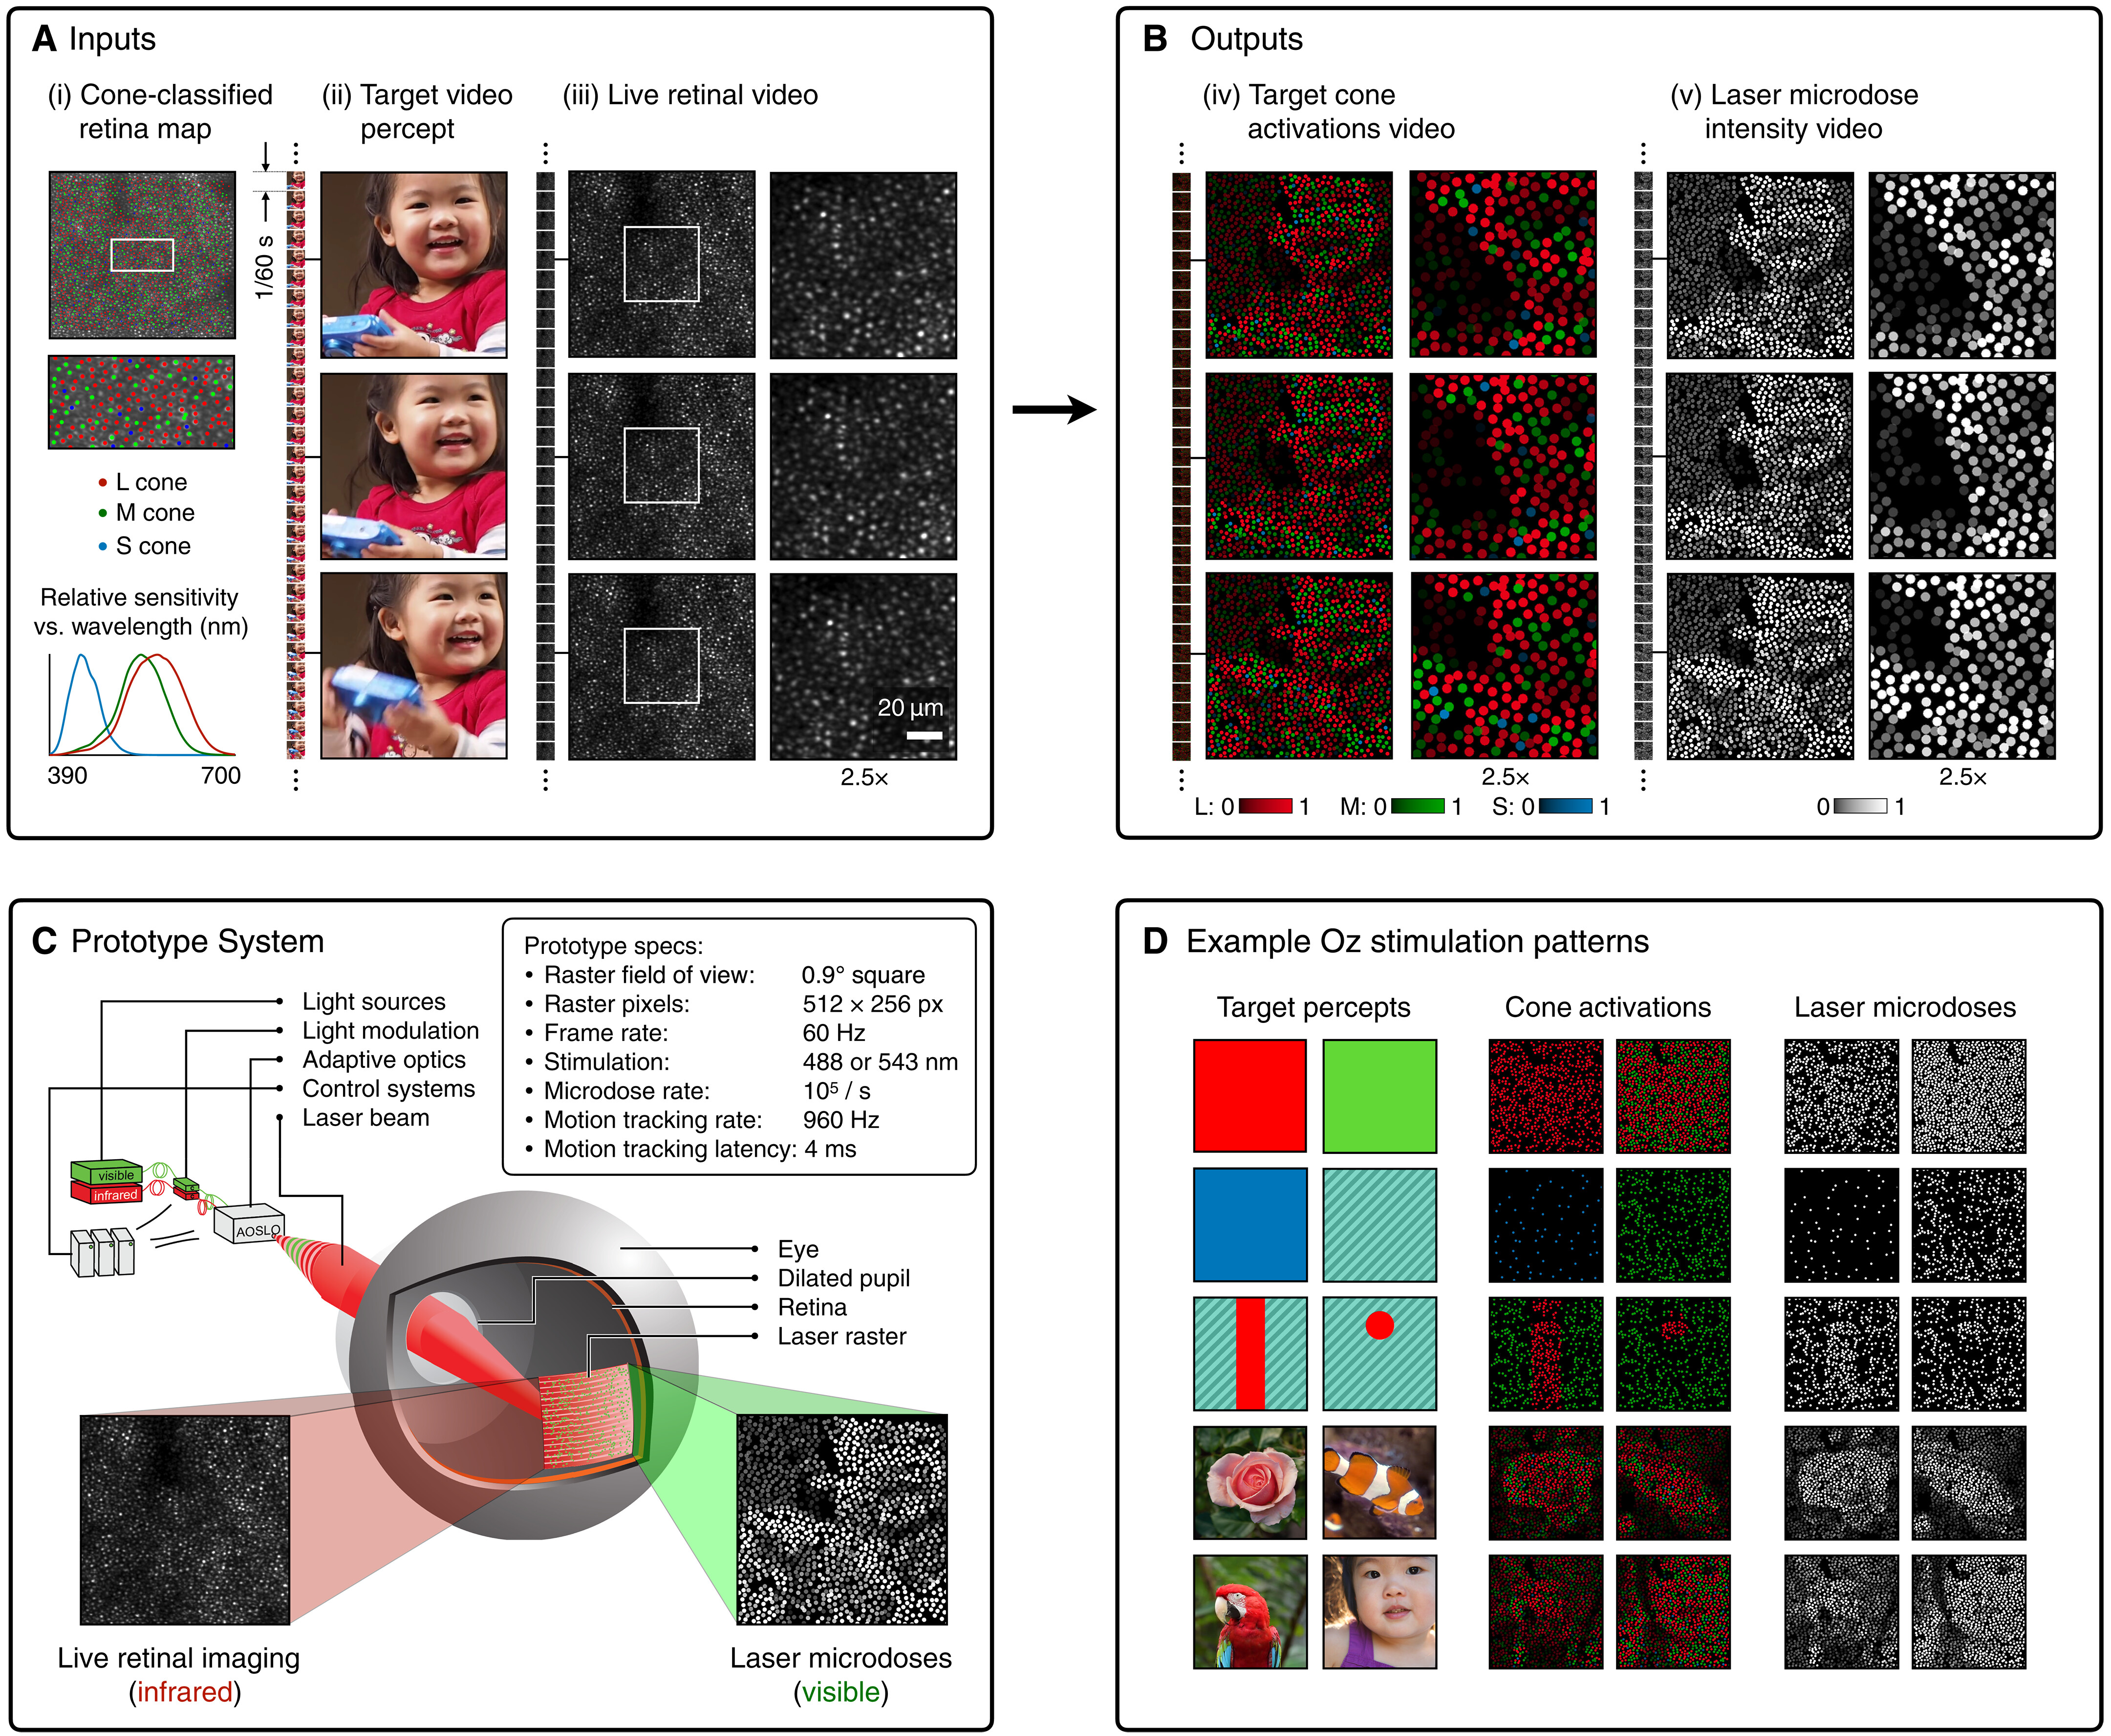 A Inputs
(i) Cone-classified
retina map
(ii) Target video
percept
(iii) Live retinal video
1/60 s
L cone
M cone
S cone
Relative sensitivity
vs. wavelength (nm)
390 700
20 µm
2.5×
B Outputs
(iv) Target cone
activations video
(v) Laser microdose
intensity video
2.5×
2.5×
L: 0 1 M: 0 1 S: 0 1
0 1
C Prototype System
Prototype specs:
• Raster field of view: 0.9° square
• Raster pixels: 512 × 256 px
• Frame rate: 60 Hz
• Stimulation: 488 or 543 nm
• Microdose rate: 10⁵ / s
• Motion tracking rate: 960 Hz
• Motion tracking latency: 4 ms
Light sources
Light modulation
Adaptive optics
Control systems
Laser beam
visible
infrared
AOSLO
Eye
Dilated pupil
Retina
Laser raster
Live retinal imaging
(infrared)
Laser microdoses
(visible)
D Example Oz stimulation patterns
Target percepts Cone activations Laser microdoses